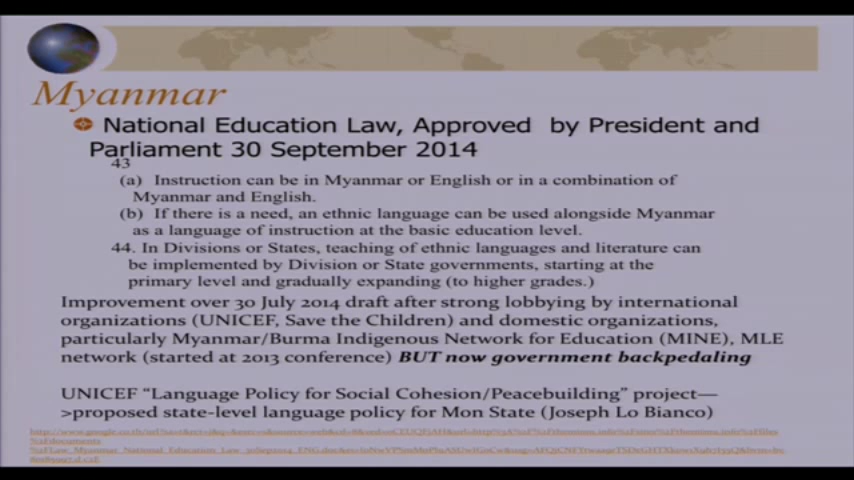 Myanmar
National Education Law, Approved by President and
Parliament 30 September 2014
43
(a) Instruction can be in Myanmar or English or in a combination of
Myanmar and English.
(b) If there is a need, an ethnic language can be used alongside Myanmar
as a language of instruction at the basic education level.
44. In Divisions or States, teaching of ethnic languages and literature can
be implemented by Division or State governments, starting at the
primary level and gradually expanding (to higher grades.)
Improvement over 30 July 2014 draft after strong lobbying by international
organizations (UNICEF, Save the Children) and domestic organizations,
particularly Myanmar/Burma Indigenous Network for Education (MINE), MLE
network (started at 2013 conference) BUT now government backpedaling
UNICEF “Language Policy for Social Cohesion/Peacebuilding” project—
>proposed state-level language policy for Mon State (Joseph Lo Bianco)